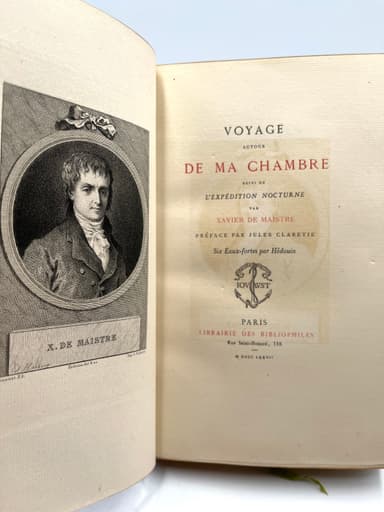 X. DE MAISTRE
VOYAGE
AUTOUR
DE MA CHAMBRE
SUIVI DE
L'EXPÉDITION NOCTURNE
PAR
XAVIER DE MAISTRE
PRÉFACE PAR JULES CLARETIE
Six Eaux-fortes par Hédouin
IOVAVST
PARIS
LIBRAIRIE DES BIBLIOPHILES
Rue Saint-Honoré, 338
M DCCC LXXVII